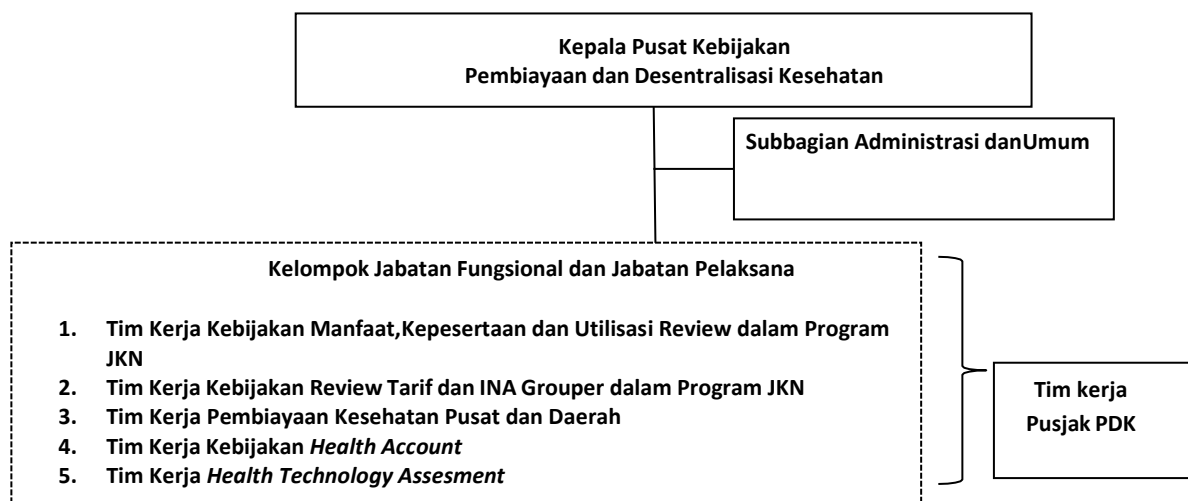 Kepala Pusat Kebijakan
Pembiayaan dan Desentralisasi Kesehatan
Subbagian Administrasi danUmum
Kelompok Jabatan Fungsional dan Jabatan Pelaksana
1. Tim Kerja Kebijakan Manfaat,Kepesertaan dan Utilisasi Review dalam Program
JKN
2. Tim Kerja Kebijakan Review Tarif dan INA Grouper dalam Program JKN
3. Tim Kerja Pembiayaan Kesehatan Pusat dan Daerah
4. Tim Kerja Kebijakan Health Account
5. Tim Kerja Health Technology Assesment
Tim kerja
Pusjak PDK